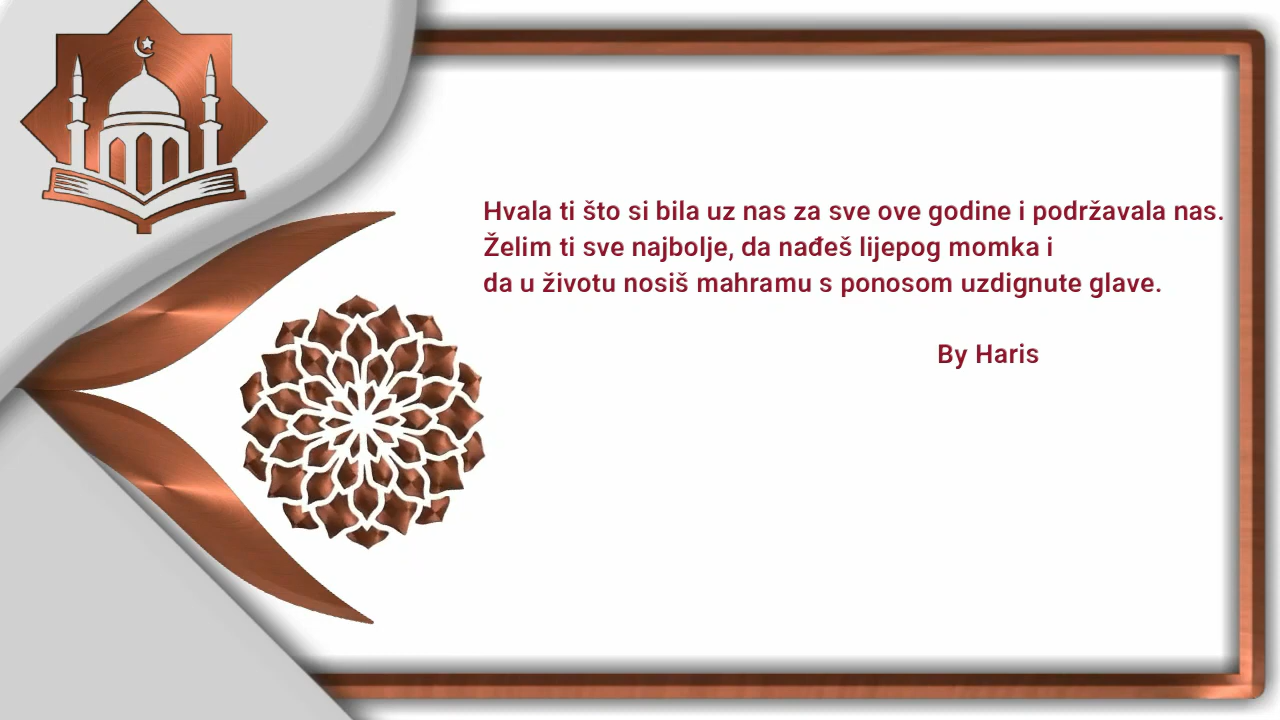 Hvala ti što si bila uz nas za sve ove godine i podržavala nas.
Želim ti sve najbolje, da nađeš lijepog momka i
da u životu nosiš mahramu s ponosom uzdignute glave.
By Haris